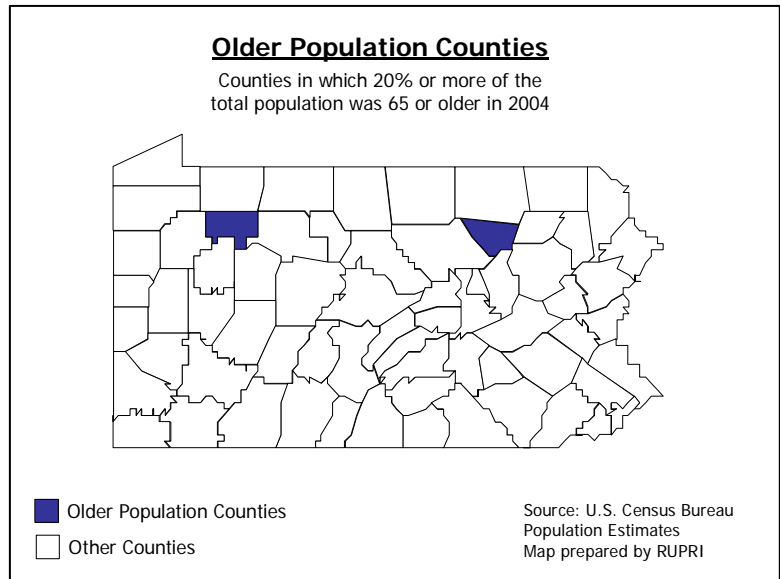 Older Population Counties
Counties in which 20% or more of the
total population was 65 or older in 2004
Older Population Counties
Other Counties
Source: U.S. Census Bureau
Population Estimates
Map prepared by RUPRI